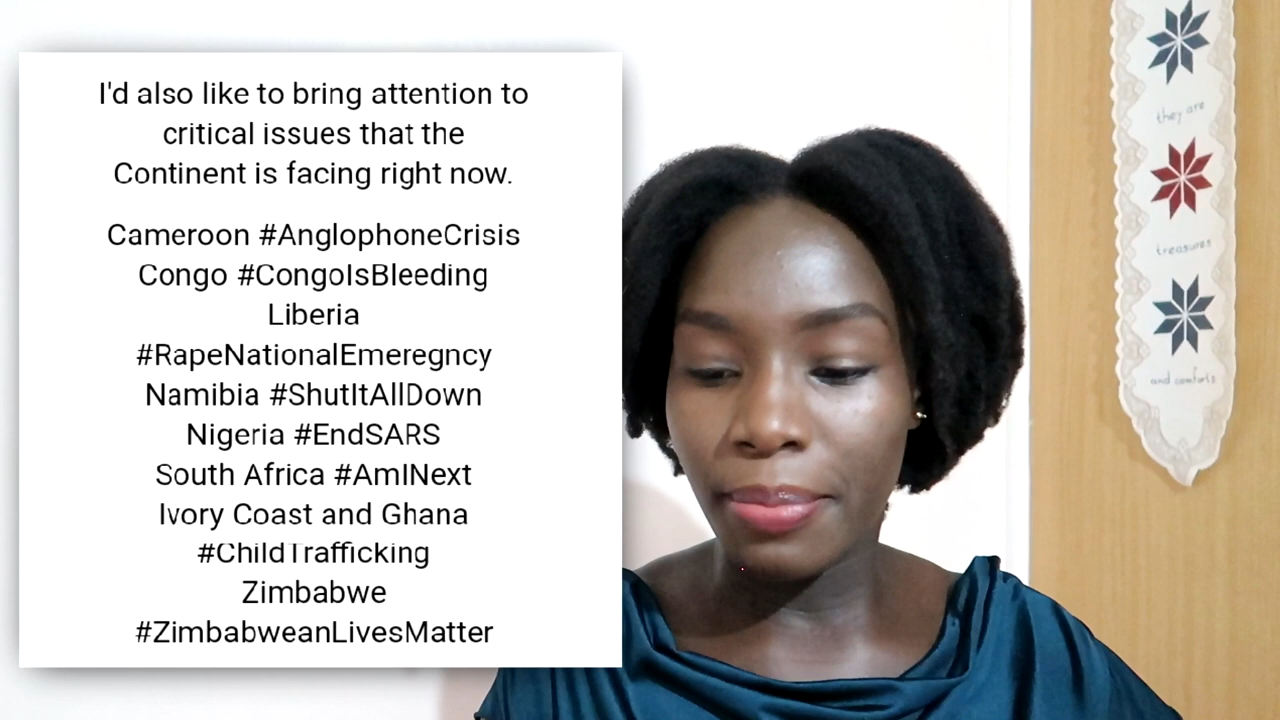 I'd also like to bring attention to
critical issues that the
Continent is facing right now.
Cameroon #AnglophoneCrisis
Congo #CongoIsBleeding
Liberia
#RapeNationalEmeregncy
Namibia #ShutItAllDown
Nigeria #EndSARS
South Africa #AmINext
Ivory Coast and Ghana
#ChildTrafficking
Zimbabwe
#ZimbabweanLivesMatter
they are
treasures
and comforts